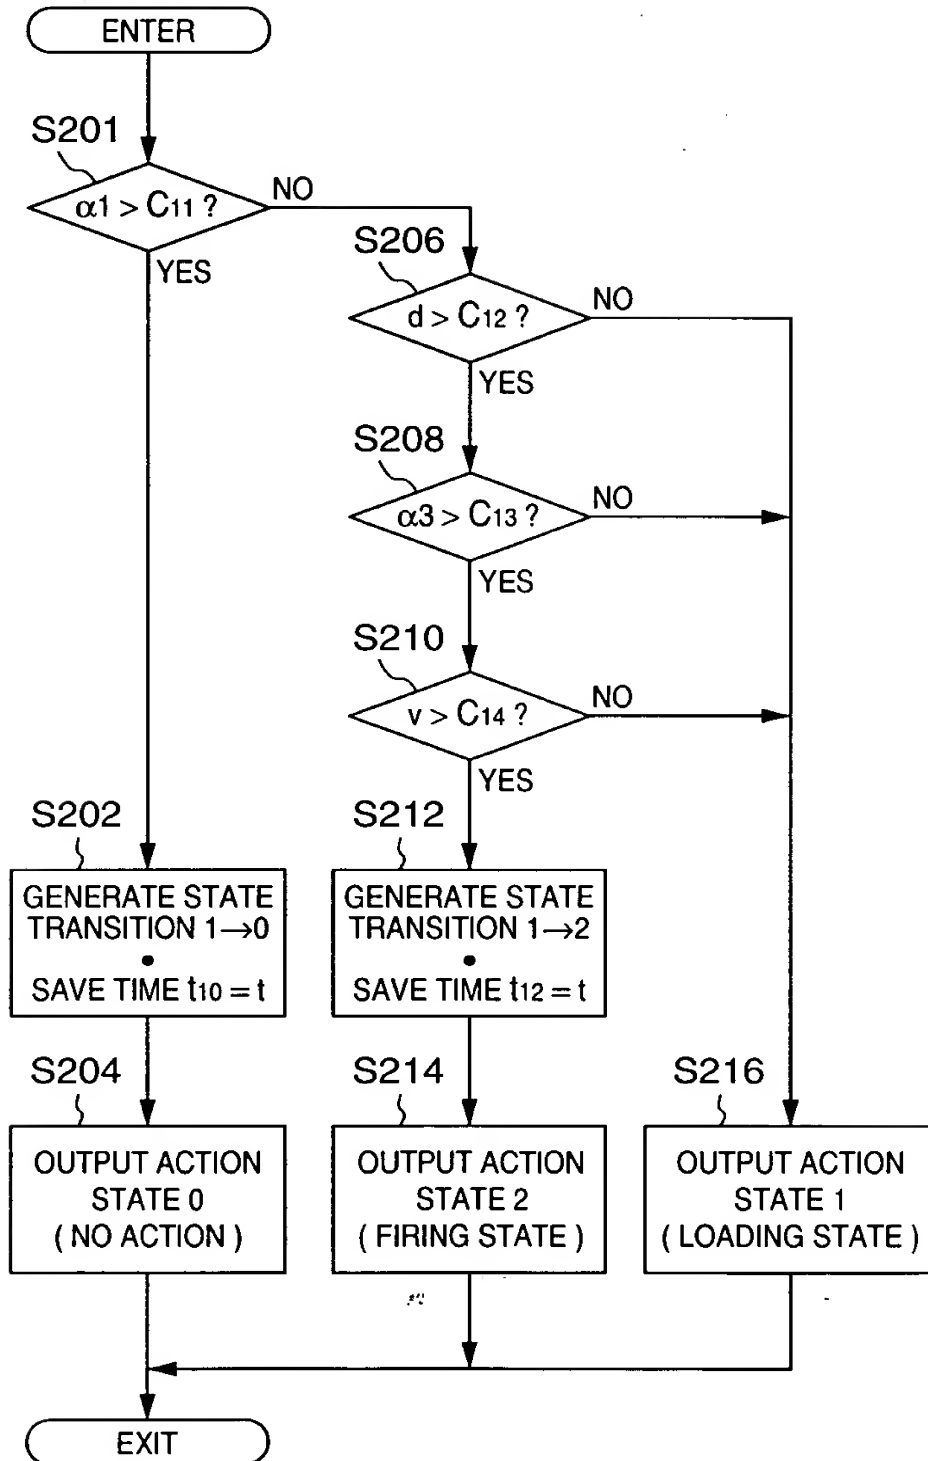 ENTER
S201
α1 > C11 ?
NO
YES
S206
d > C12 ?
NO
YES
S208
α3 > C13 ?
NO
YES
S210
v > C14 ?
NO
YES
S202
GENERATE STATE
TRANSITION 1→0
•
SAVE TIME t10 = t
S212
GENERATE STATE
TRANSITION 1→2
•
SAVE TIME t12 = t
S204
OUTPUT ACTION
STATE 0
( NO ACTION )
S214
OUTPUT ACTION
STATE 2
( FIRING STATE )
S216
OUTPUT ACTION
STATE 1
( LOADING STATE )
EXIT